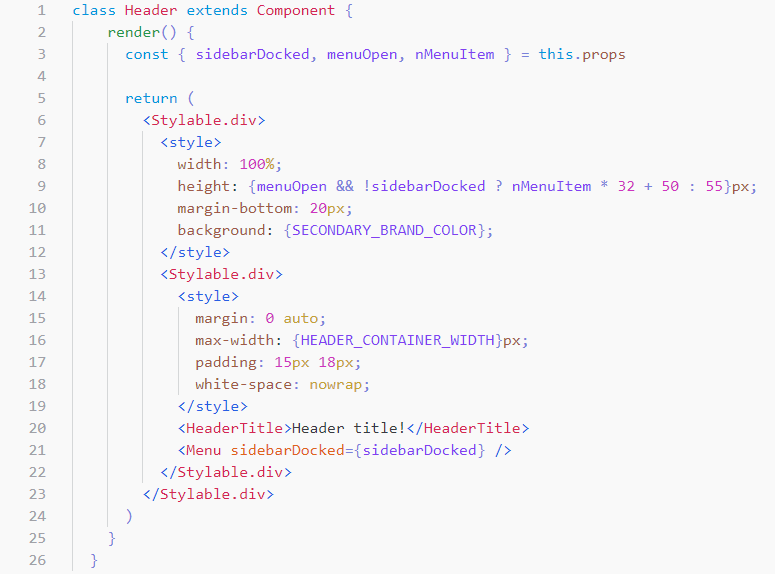 1 class Header extends Component {
2 render() {
3 const { sidebarDocked, menuOpen, nMenuItem } = this.props
4
5 return (
6 <Stylable.div>
7 <style>
8 width: 100%;
9 height: {menuOpen && !sidebarDocked ? nMenuItem * 32 + 50 : 55}px;
10 margin-bottom: 20px;
11 background: {SECONDARY_BRAND_COLOR};
12 </style>
13 <Stylable.div>
14 <style>
15 margin: 0 auto;
16 max-width: {HEADER_CONTAINER_WIDTH}px;
17 padding: 15px 18px;
18 white-space: nowrap;
19 </style>
20 <HeaderTitle>Header title!</HeaderTitle>
21 <Menu sidebarDocked={sidebarDocked} />
22 </Stylable.div>
23 </Stylable.div>
24 )
25 }
26 }